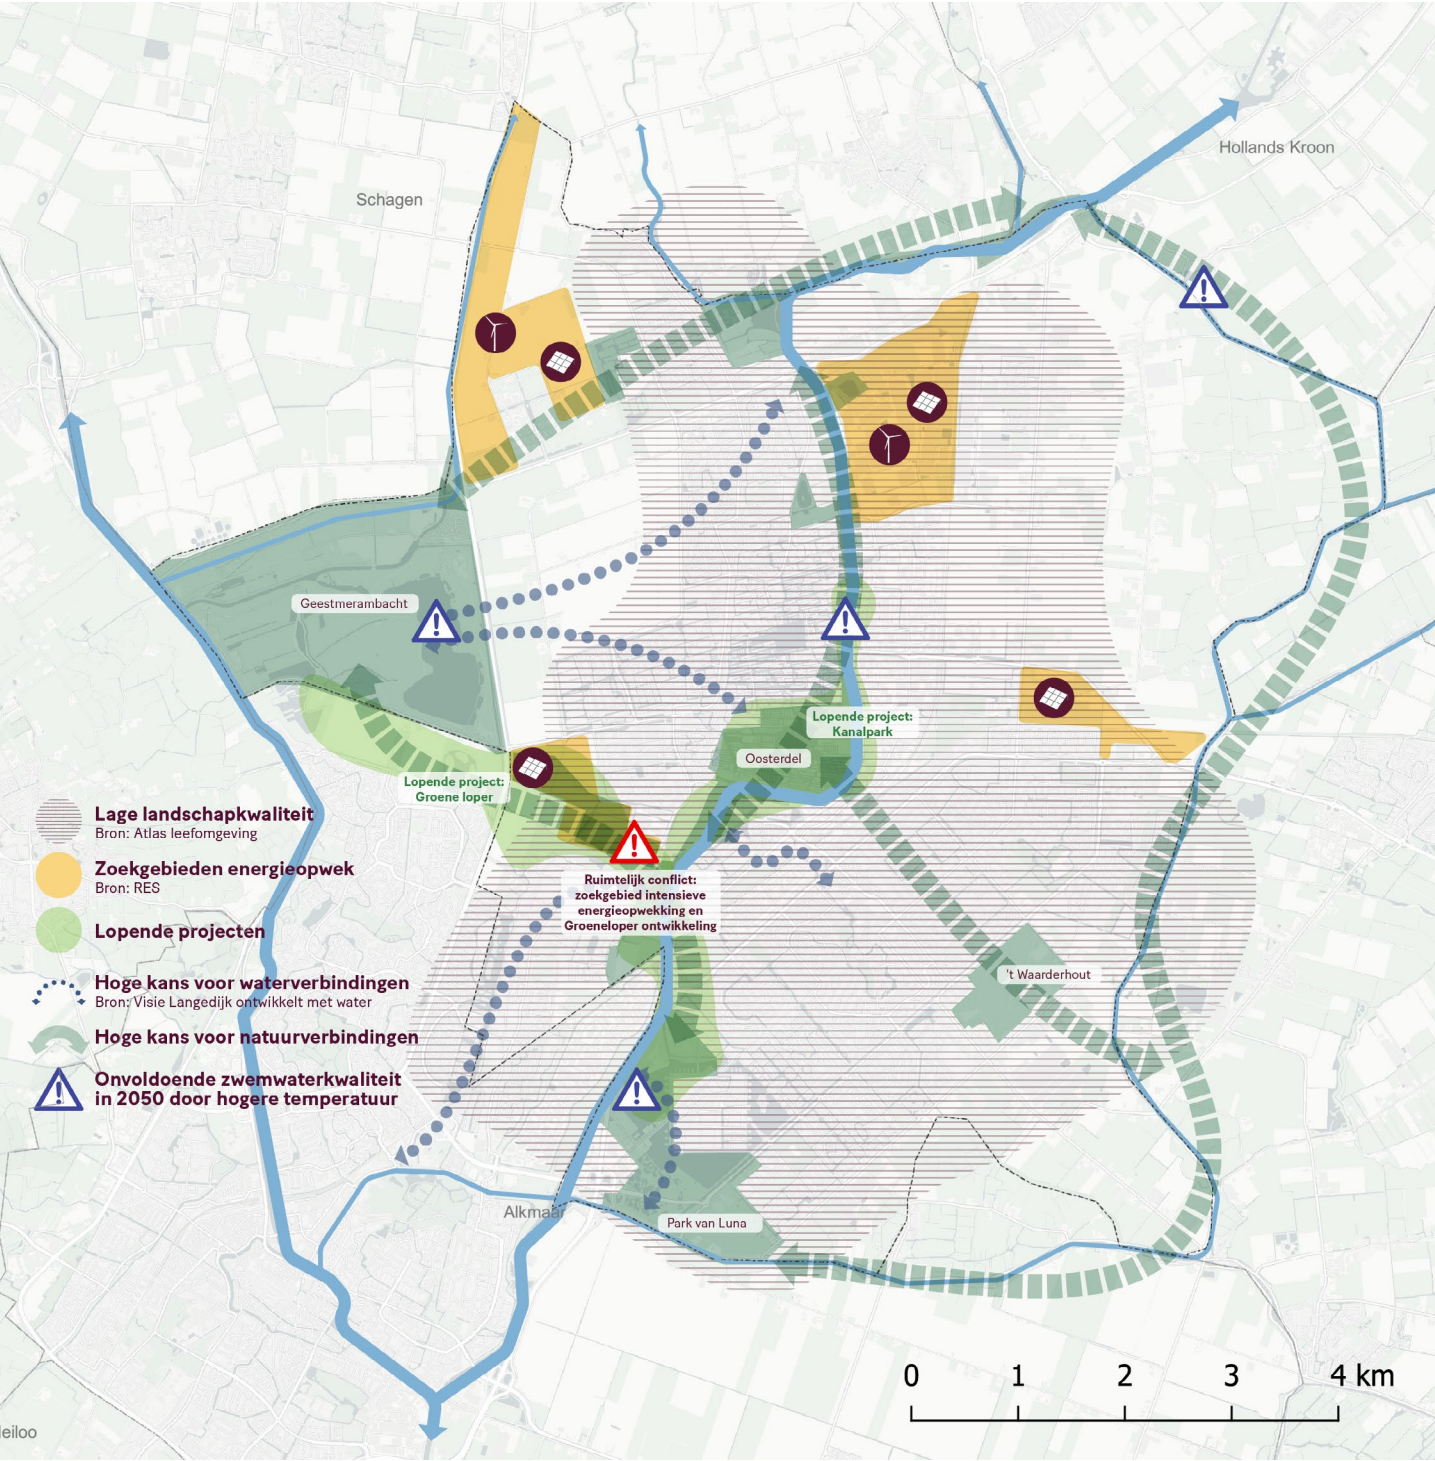 Hollands Kroon
Schagen
Geestmerambacht
Lopende project:
Kanalpark
Oosterdel
Lopende project:
Groene loper
Lage landschapkwaliteit
Bron: Atlas leefomgeving
Zoekgebieden energieopwek
Bron: RES
Ruimtelijk conflict:
zoekgebied intensieve
energieopwekking en
Groeneloper ontwikkeling
Lopende projecten
't Waarderhout
Hoge kans voor waterverbindingen
Bron: Visie Langedijk ontwikkelt met water
Hoge kans voor natuurverbindingen
Onvoldoende zwemwaterkwaliteit
in 2050 door hogere temperatuur
Alkmaar
Park van Luna
0 1 2 3 4 km
eiloo